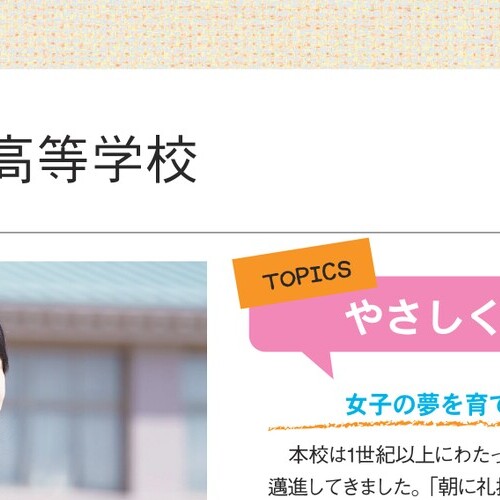 高等学校
TOPICS
やさしく
女子の夢を育て
本校は1世紀以上にわたっ
邁進してきました。「朝に礼拝